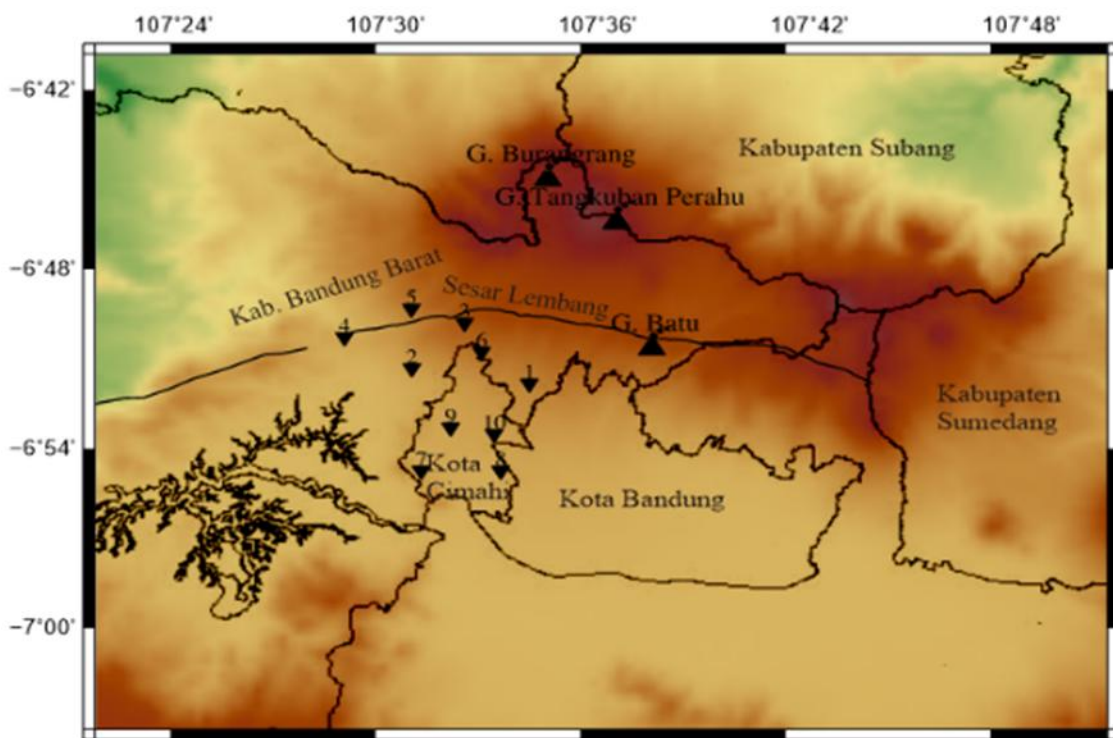 107°24' 107°30' 107°36' 107°42' 107°48'
-6°42'
Kabupaten Subang
G. Burangrang
G. Tangkuban Perahu
-6°48'
Kab. Bandung Barat
Sesar Lembang
5
3
4
G. Batu
6
2
1
Kabupaten
Sumedang
9
10
-6°54'
7
Kota
Cimahi
8
Kota Bandung
-7°00'